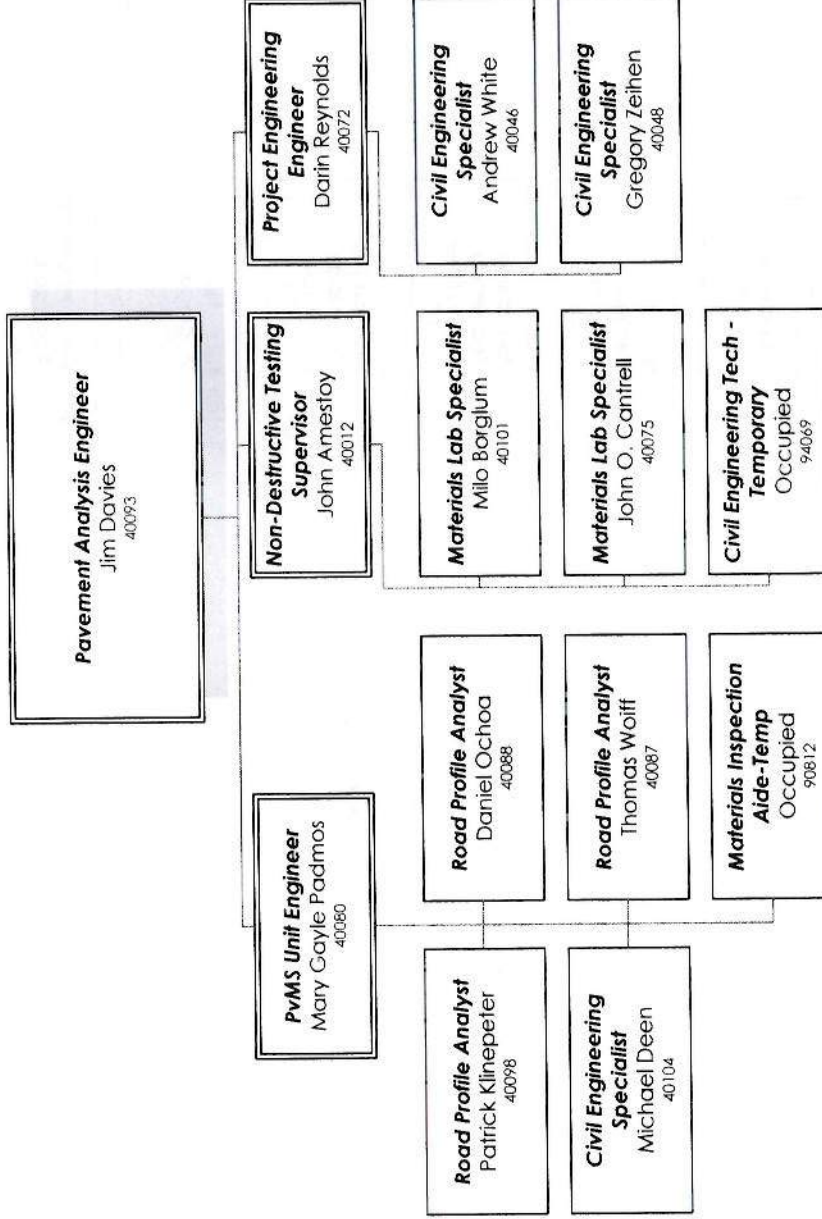 Pavement Analysis Engineer
Jim Davies
40093
PvMS Unit Engineer
Mary Gayle Padmos
40080
Non-Destructive Testing
Supervisor
John Amestoy
40012
Project Engineering
Engineer
Darin Reynolds
40072
Road Profile Analyst
Patrick Klinepeter
40098
Road Profile Analyst
Daniel Ochoa
40088
Materials Lab Specialist
Milo Borglum
40101
Civil Engineering
Specialist
Andrew White
40046
Civil Engineering
Specialist
Michael Deen
40104
Road Profile Analyst
Thomas Wolff
40087
Materials Lab Specialist
John O. Cantrell
40075
Civil Engineering
Specialist
Gregory Zeihen
40048
Materials Inspection
Aide-Temp
Occupied
90812
Civil Engineering Tech -
Temporary
Occupied
94069